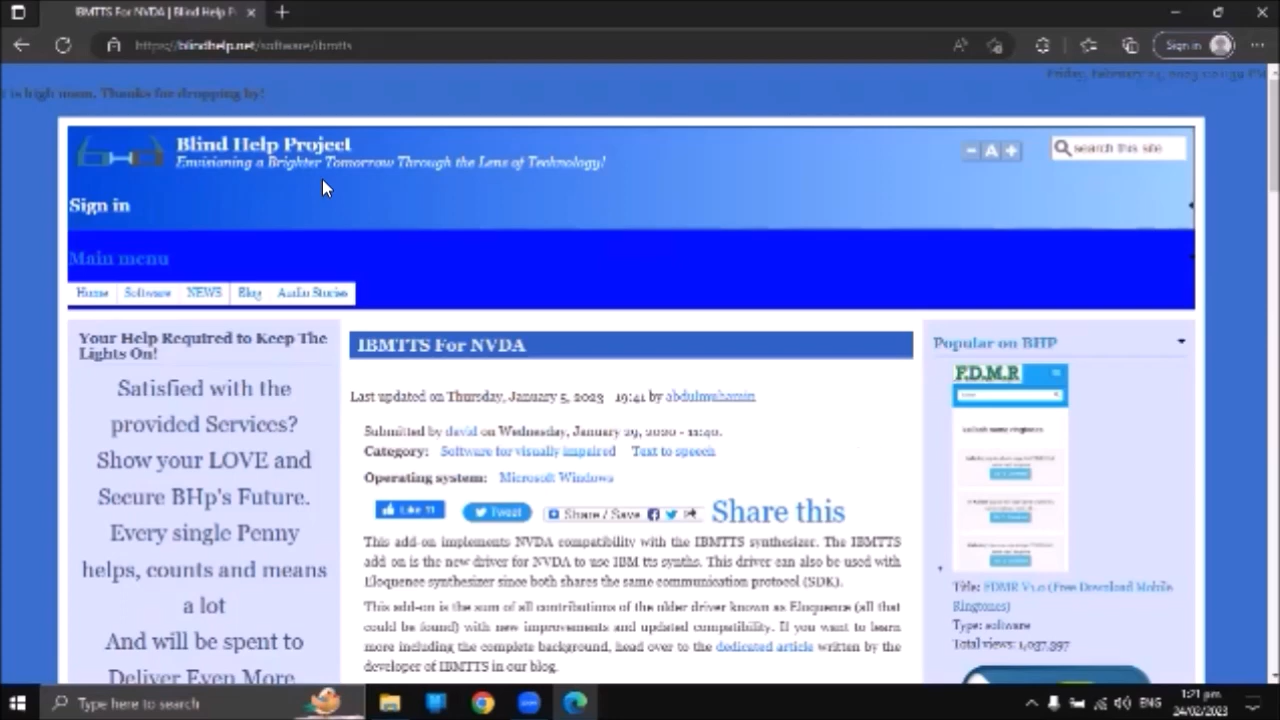 IBMTTS For NVDA | Blind Help P
https://blindhelp.net/software/ibmtts
Sign in
Friday, February 24, 2023
t is high noon. Thanks for dropping by!
Blind Help Project
Envisioning a Brighter Tomorrow Through the Lens of Technology!
- A +
search this site
Sign in
Main menu
Home Software NEWS Blog Audio Stories
Your Help Required to Keep The
Lights On!
Satisfied with the
provided Services?
Show your LOVE and
Secure BHp's Future.
Every single Penny
helps, counts and means
a lot
And will be spent to
Deliver Even More
IBMTTS For NVDA
Last updated on Thursday, January 5, 2023 - 19:41 by abdulmuhamin
Submitted by david on Wednesday, January 29, 2020 - 11:40.
Category: Software for visually impaired Text to speech
Operating system: Microsoft Windows
Like 11 Tweet Share / Save Share this
This add-on implements NVDA compatibility with the IBMTTS synthesizer. The IBMTTS
add on is the new driver for NVDA to use IBM tts synths. This driver can also be used with
Eloquence synthesizer since both shares the same communication protocol (SDK).
This add-on is the sum of all contributions of the older driver known as Eloquence (all that
could be found) with new improvements and updated compatibility. If you want to learn
more including the complete background, head over to the dedicated article written by the
developer of IBMTTS in our blog.
Popular on BHP
F.D.M.R
Title: FDMR V1.0 (Free Download Mobile
Ringtones)
Type: software
Total views: 1,037,397
Type here to search
ENG
1:21 pm
24/02/2023